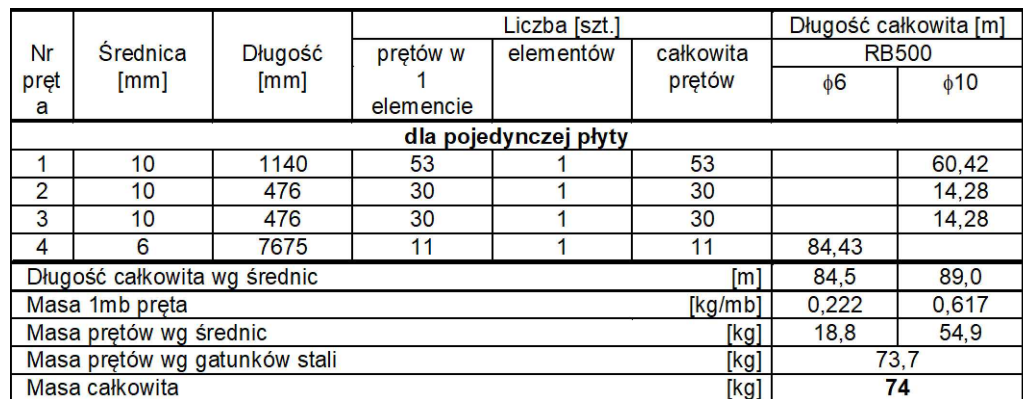 Nr pręta Średnica [mm] Długość [mm] Liczba [szt.] Długość całkowita [m]
prętów w 1 elemencie elementów całkowita prętów RB500
ϕ6 ϕ10
dla pojedynczej płyty
1 10 1140 53 1 53 60,42
2 10 476 30 1 30 14,28
3 10 476 30 1 30 14,28
4 6 7675 11 1 11 84,43
Długość całkowita wg średnic [m] 84,5 89,0
Masa 1mb pręta [kg/mb] 0,222 0,617
Masa prętów wg średnic [kg] 18,8 54,9
Masa prętów wg gatunków stali [kg] 73,7
Masa całkowita [kg] 74